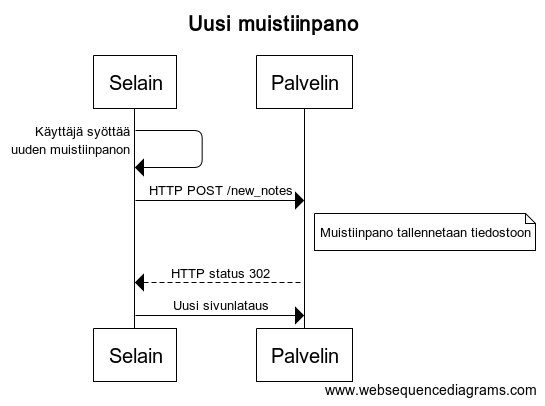 Uusi muistiinpano
Selain
Palvelin
Käyttäjä syöttää
uuden muistiinpanon
HTTP POST /new_notes
Muistiinpano tallennetaan tiedostoon
HTTP status 302
Uusi sivunlataus
Selain
Palvelin
www.websequencediagrams.com